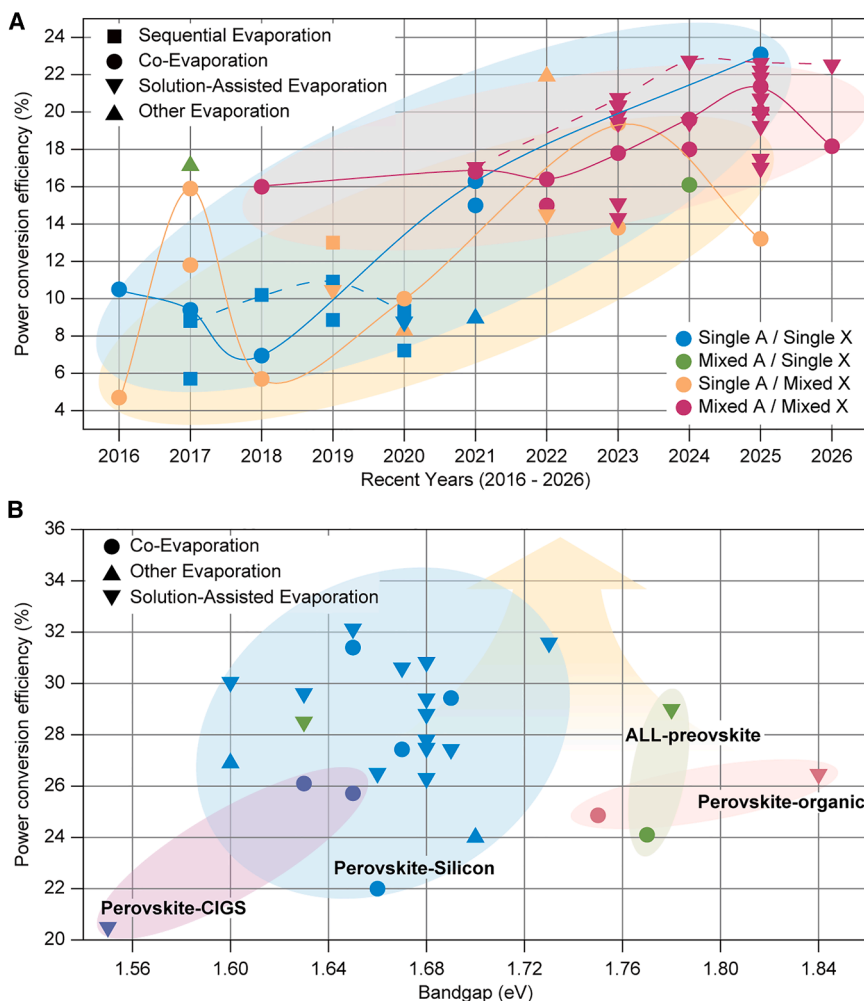 A
Power conversion efficiency (%)
24
22
20
18
16
14
12
10
8
6
4
Sequential Evaporation
Co-Evaporation
Solution-Assisted Evaporation
Other Evaporation
Single A / Single X
Mixed A / Single X
Single A / Mixed X
Mixed A / Mixed X
2016 2017 2018 2019 2020 2021 2022 2023 2024 2025 2026
Recent Years (2016 - 2026)
B
Power conversion efficiency (%)
36
34
32
30
28
26
24
22
20
Co-Evaporation
Other Evaporation
Solution-Assisted Evaporation
ALL-preovskite
Perovskite-organic
Perovskite-Silicon
Perovskite-CIGS
1.56 1.60 1.64 1.68 1.72 1.76 1.80 1.84
Bandgap (eV)